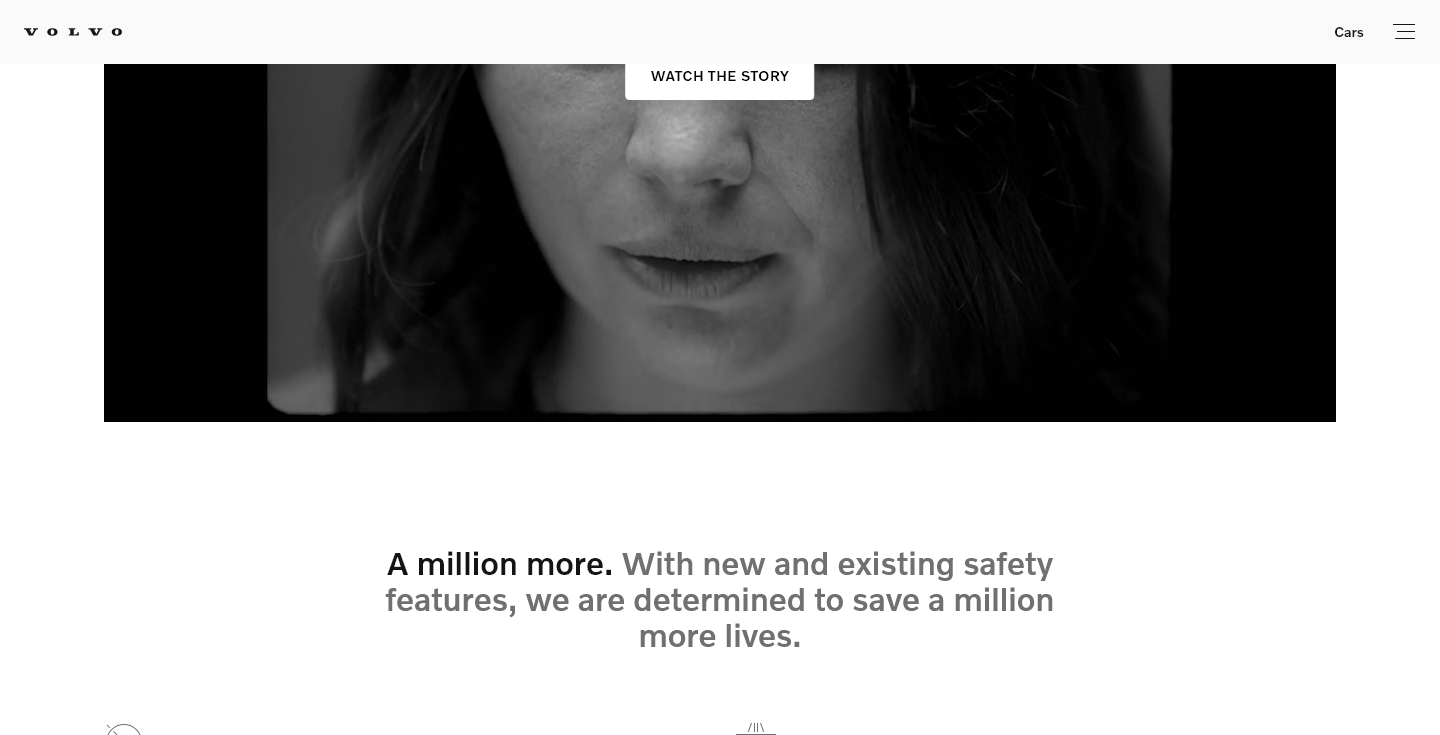 VOLVO
Cars
WATCH THE STORY
A million more. With new and existing safety
features, we are determined to save a million
more lives.